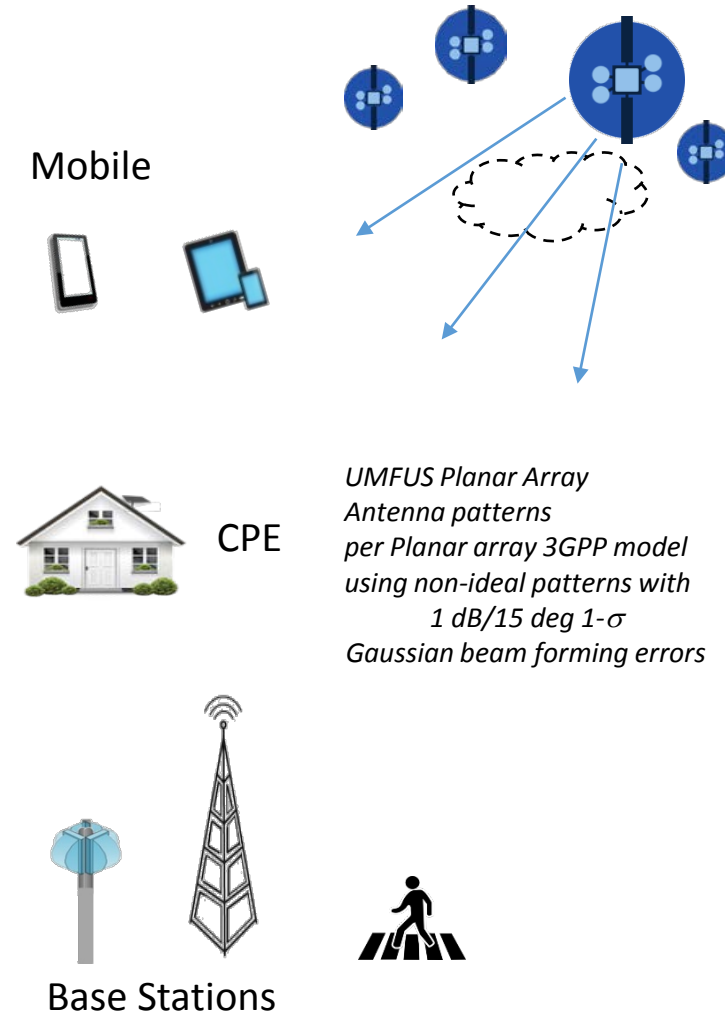 Mobile
CPE
UMFUS Planar Array
Antenna patterns
per Planar array 3GPP model
using non-ideal patterns with
1 dB/15 deg 1-σ
Gaussian beam forming errors
Base Stations